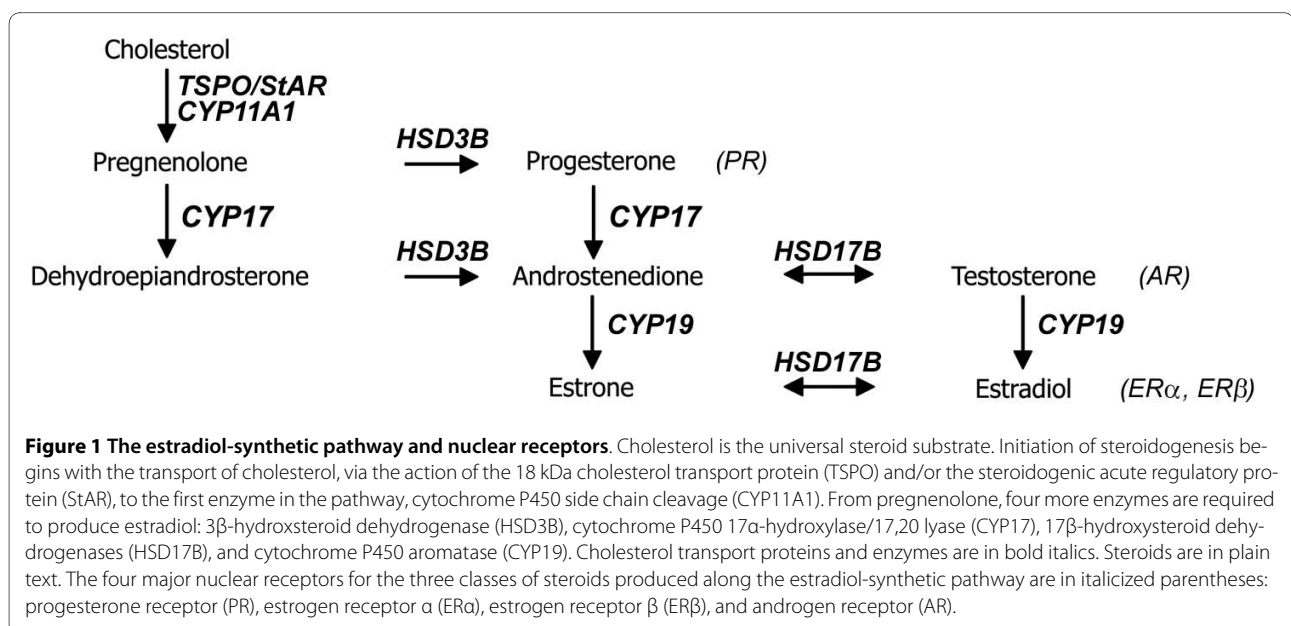 Cholesterol
TSPO/StAR
CYP11A1
HSD3B
Pregnenolone
Progesterone (PR)
CYP17
CYP17
HSD3B
HSD17B
Dehydroepiandrosterone
Androstenedione
Testosterone (AR)
CYP19
CYP19
HSD17B
Estrone
Estradiol (ERα, ERβ)
Figure 1 The estradiol-synthetic pathway and nuclear receptors. Cholesterol is the universal steroid substrate. Initiation of steroidogenesis be-
gins with the transport of cholesterol, via the action of the 18 kDa cholesterol transport protein (TSPO) and/or the steroidogenic acute regulatory pro-
tein (StAR), to the first enzyme in the pathway, cytochrome P450 side chain cleavage (CYP11A1). From pregnenolone, four more enzymes are required
to produce estradiol: 3β-hydroxsteroid dehydrogenase (HSD3B), cytochrome P450 17α-hydroxylase/17,20 lyase (CYP17), 17β-hydroxysteroid dehy-
drogenases (HSD17B), and cytochrome P450 aromatase (CYP19). Cholesterol transport proteins and enzymes are in bold italics. Steroids are in plain
text. The four major nuclear receptors for the three classes of steroids produced along the estradiol-synthetic pathway are in italicized parentheses:
progesterone receptor (PR), estrogen receptor α (ERα), estrogen receptor β (ERβ), and androgen receptor (AR).